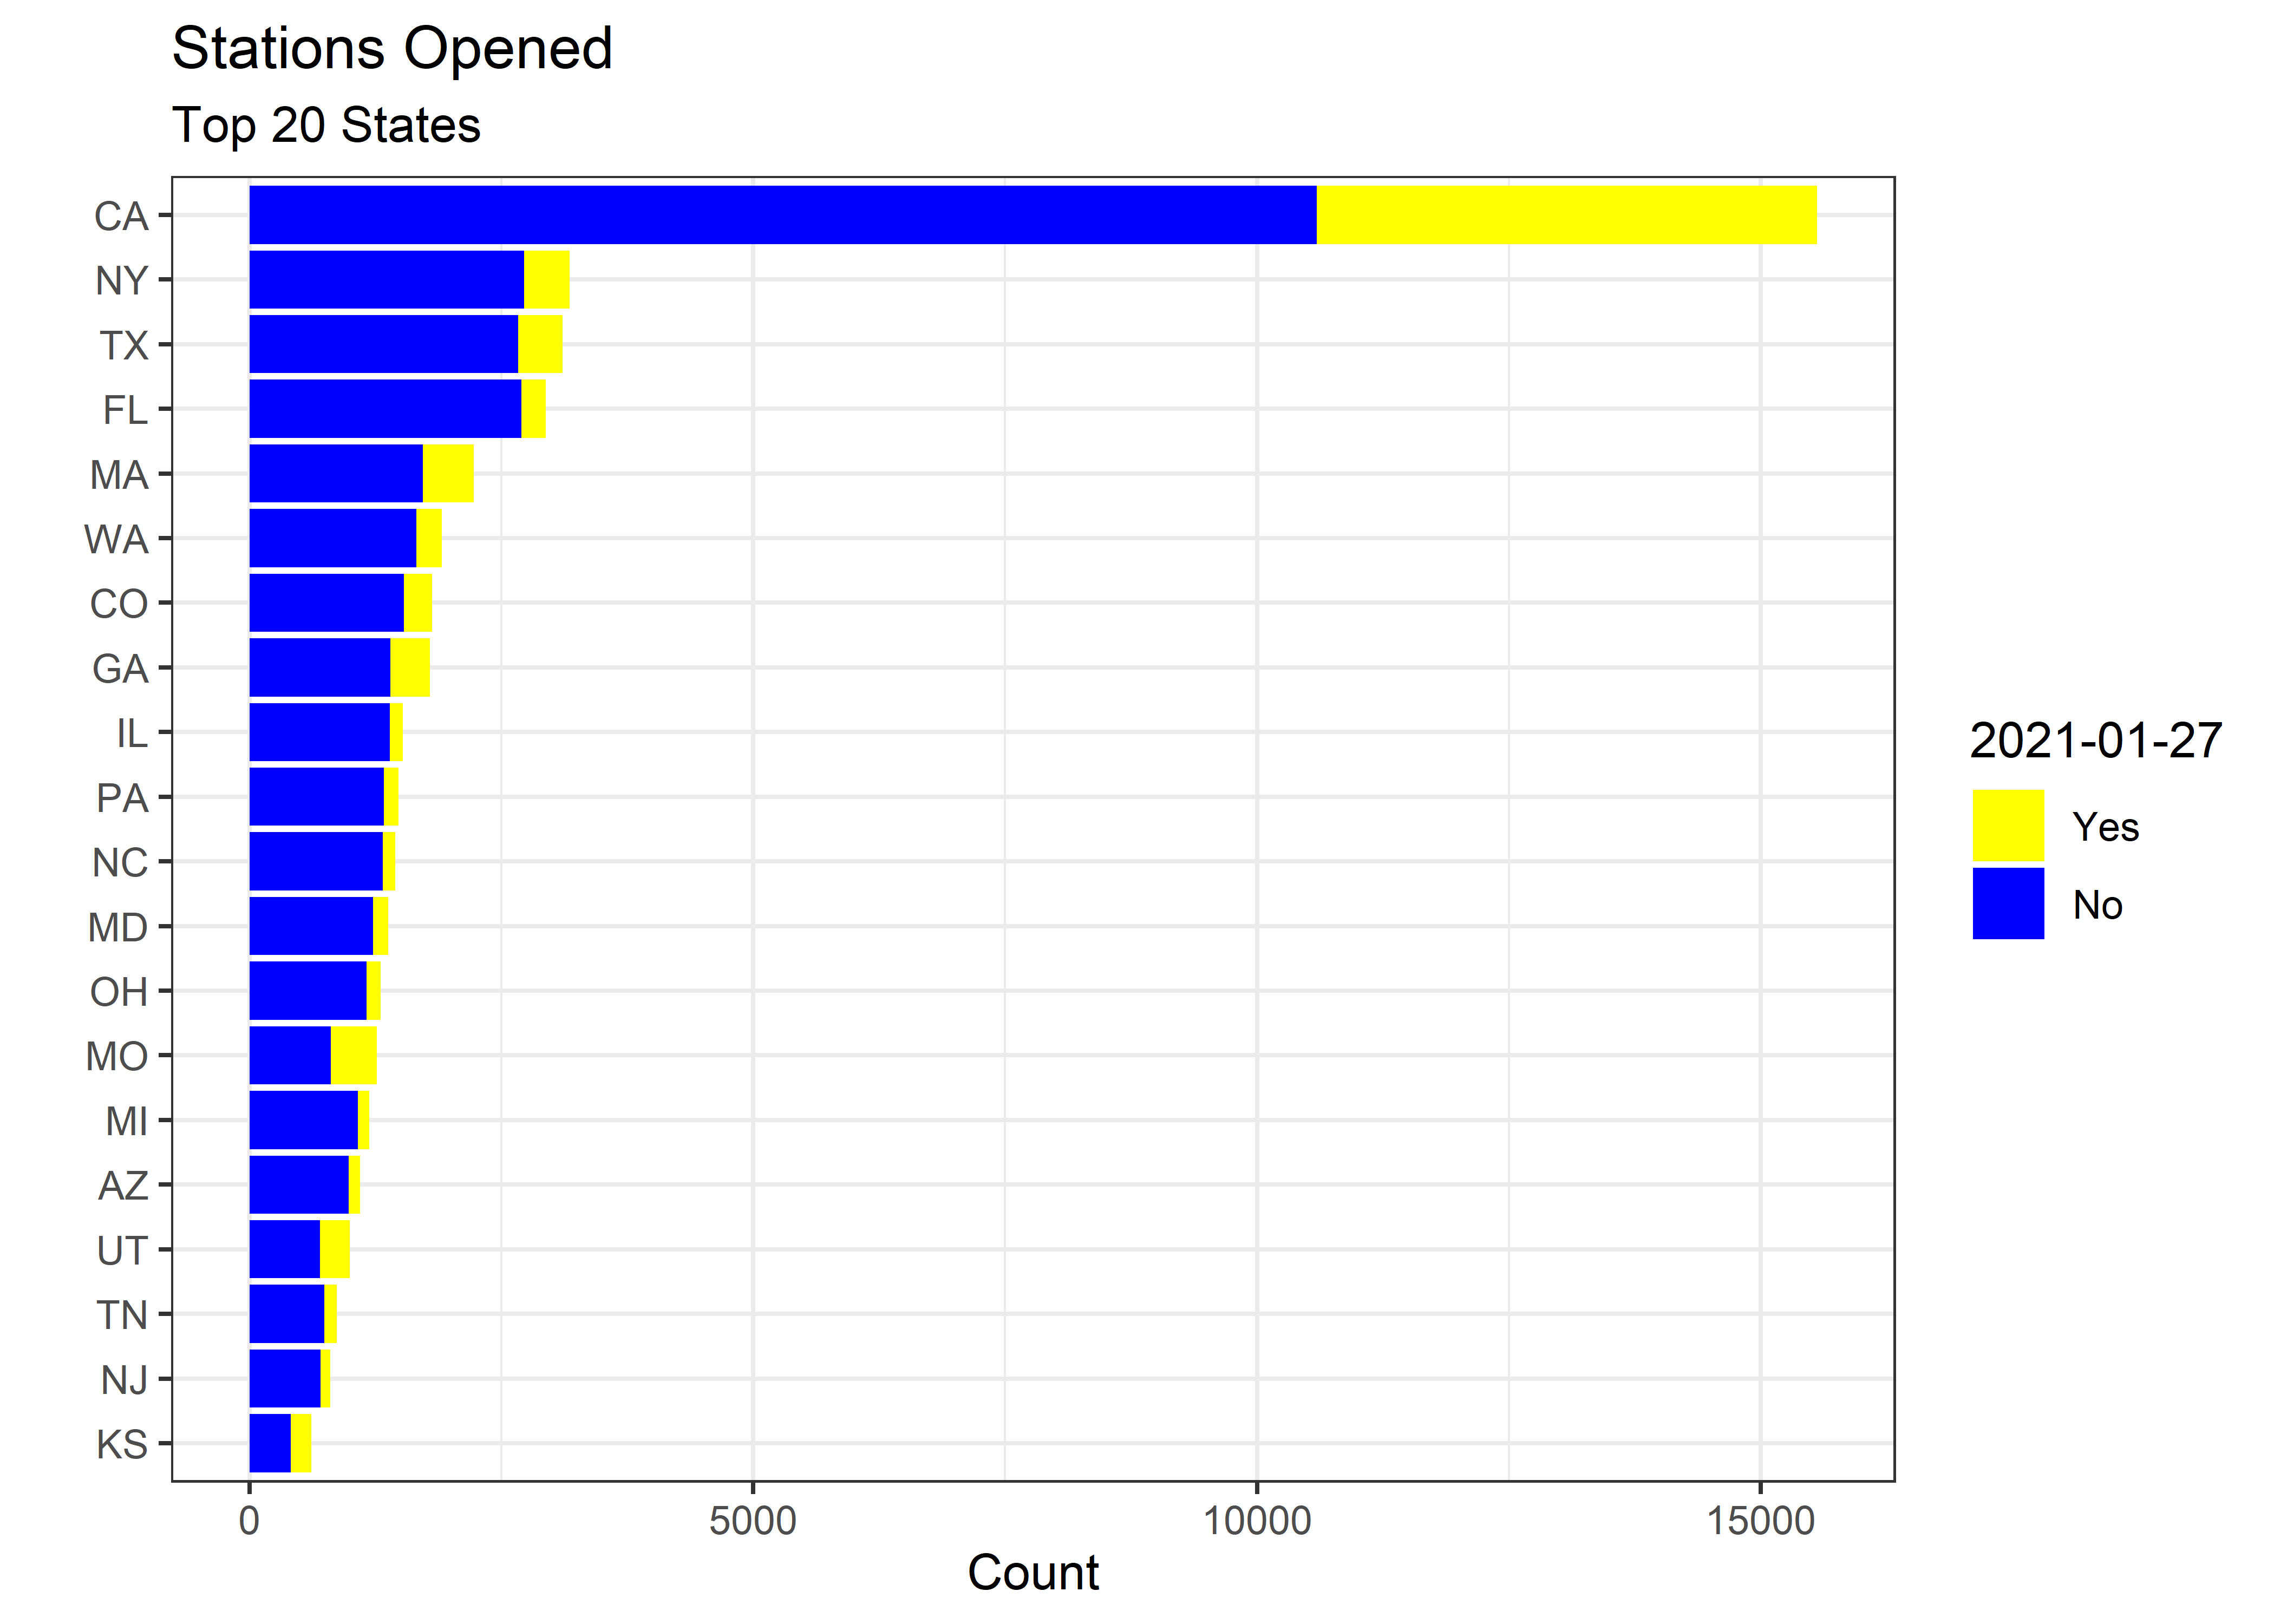 Stations Opened
Top 20 States
CA
NY
TX
FL
MA
WA
CO
GA
IL
PA
NC
MD
OH
MO
MI
AZ
UT
TN
NJ
KS
0 5000 10000 15000
Count
2021-01-27
Yes
No